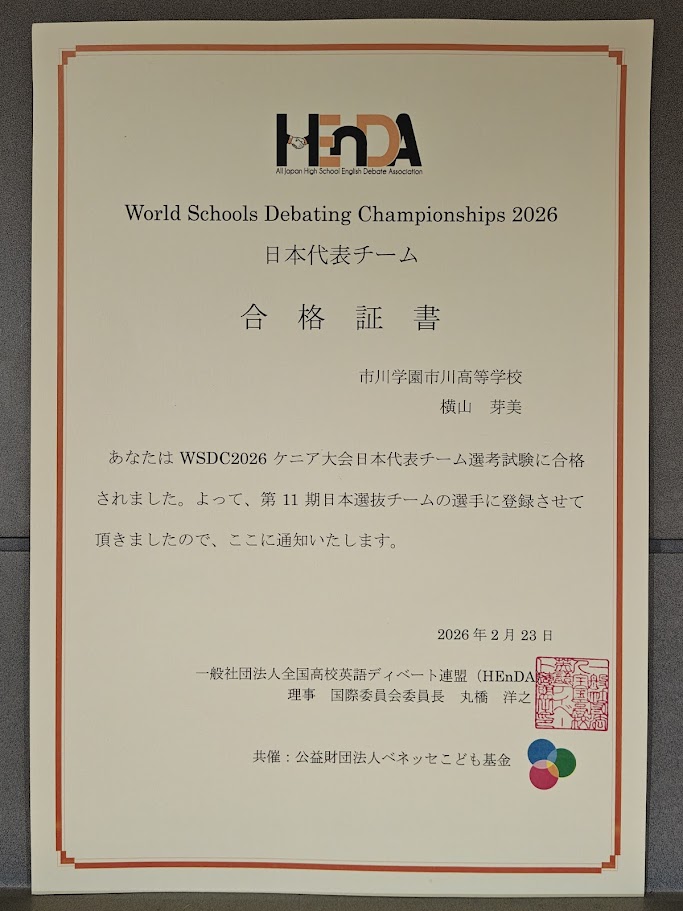 HEnDA
All Japan High School English Debate Association
World Schools Debating Championships 2026
日本代表チーム
合格証書
市川学園市川高等学校
横山　芽美
あなたは WSDC2026 ケニア大会日本代表チーム選考試験に合格
されました。よって、第 11 期日本選抜チームの選手に登録させて
頂きましたので、ここに通知いたします。
2026 年 2 月 23 日
一般社団法人全国高校英語ディベート連盟（HEnDA
理事　国際委員会委員長　丸橋　洋之
共催：公益財団法人ベネッセこども基金